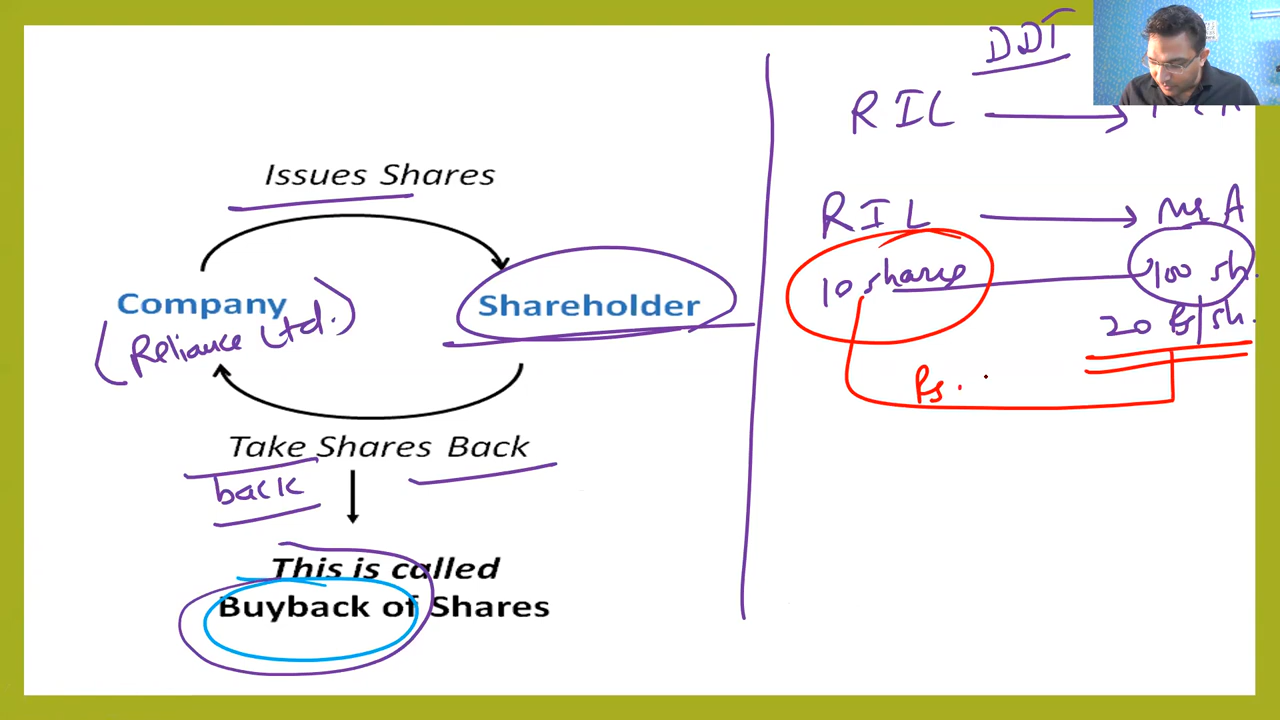 Issues Shares
Company
(Reliance Ltd.)
Shareholder
Take Shares Back
back
This is called
Buyback of Shares
DDT
RIL
RIL
Mr A
10 shares
100 sh.
20 Rs/sh.
Rs.